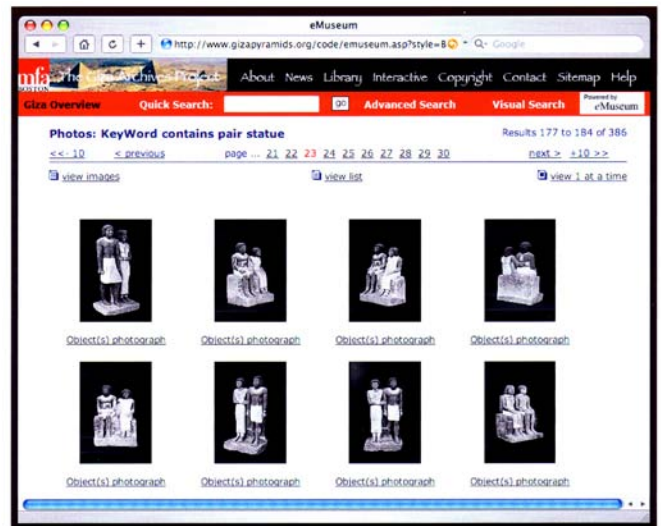 eMuseum
http://www.gizapyramids.org/code/emuseum.asp?style=B Q- Google
mfa The Giza Archives Project About News Library Interactive Copyright Contact Sitemap Help
BOSTON
Giza Overview Quick Search: go Advanced Search Visual Search Powered by eMuseum
Photos: KeyWord contains pair statue Results 177 to 184 of 386
<<- 10 < previous page ... 21 22 23 24 25 26 27 28 29 30 next > +10 >>
view images view list view 1 at a time
Object(s) photograph Object(s) photograph Object(s) photograph Object(s) photograph
Object(s) photograph Object(s) photograph Object(s) photograph Object(s) photograph